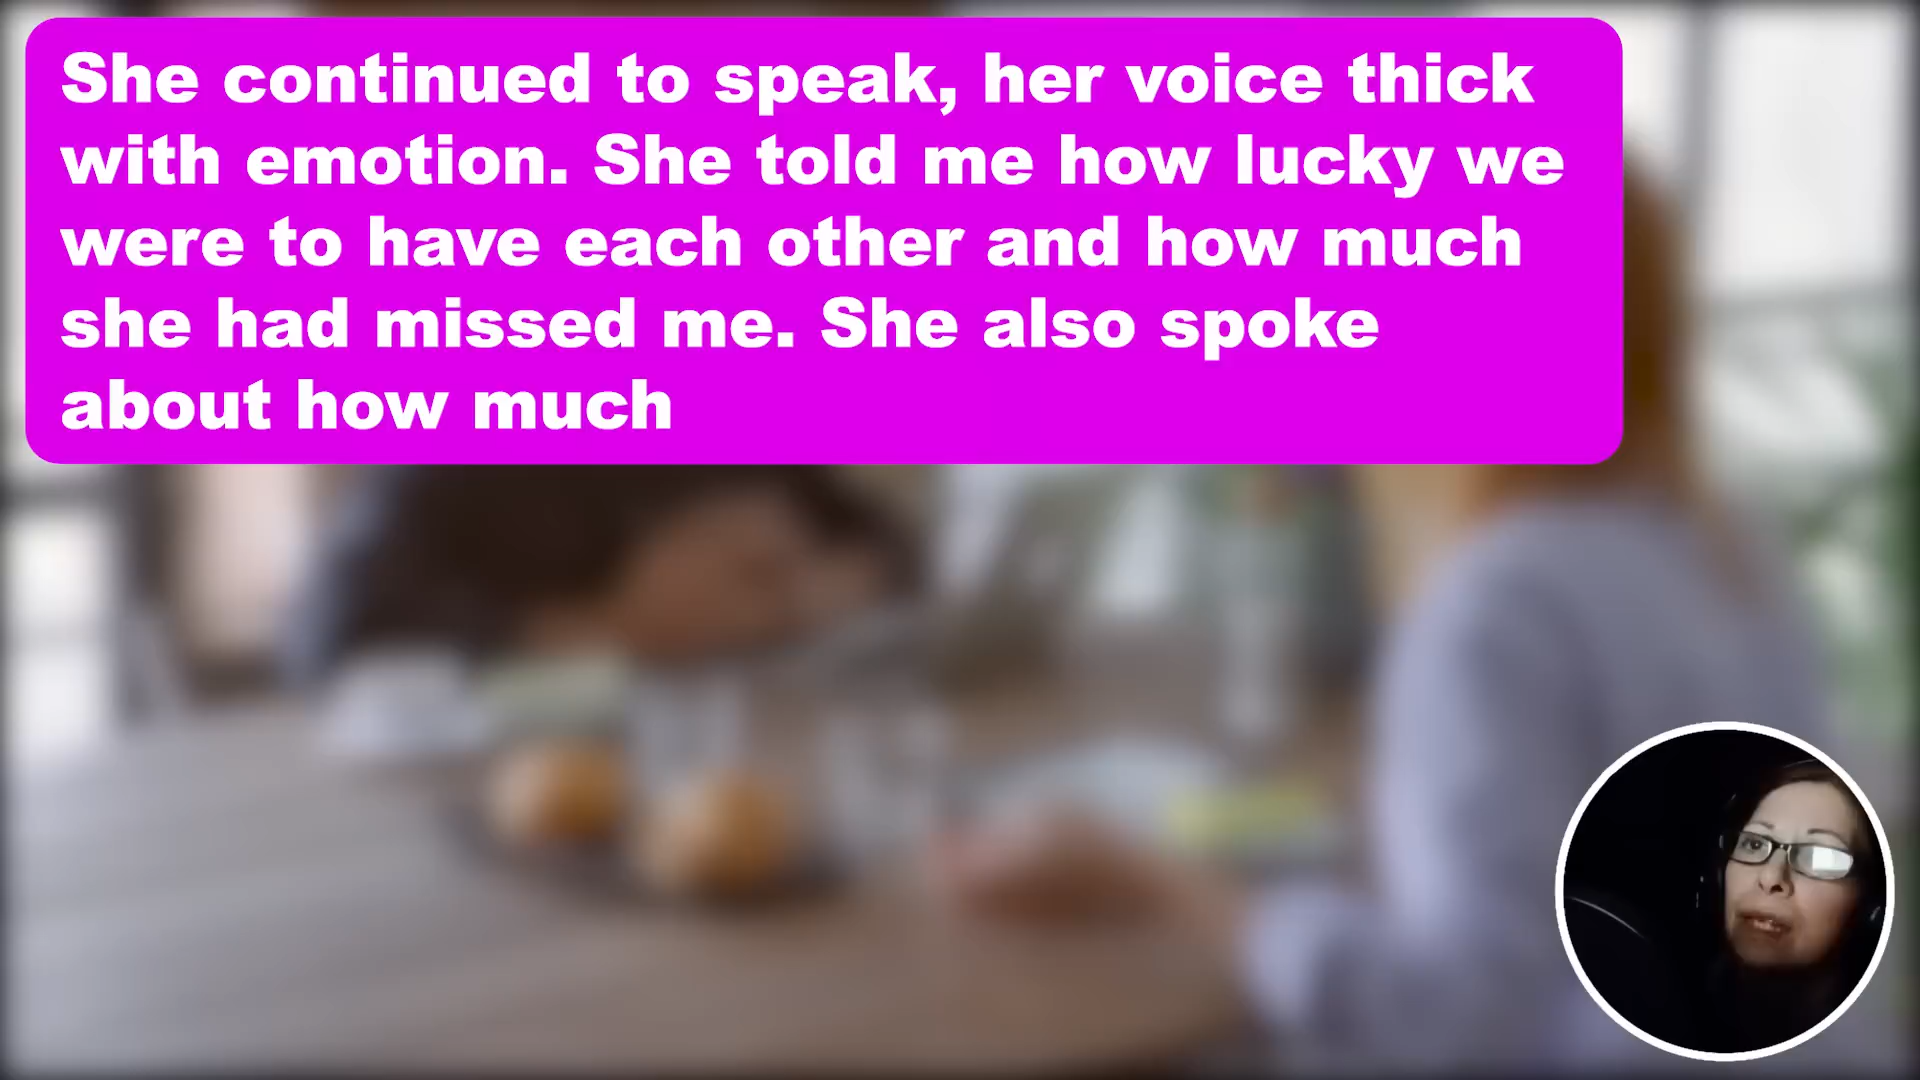 She continued to speak, her voice thick
with emotion. She told me how lucky we
were to have each other and how much
she had missed me. She also spoke
about how much